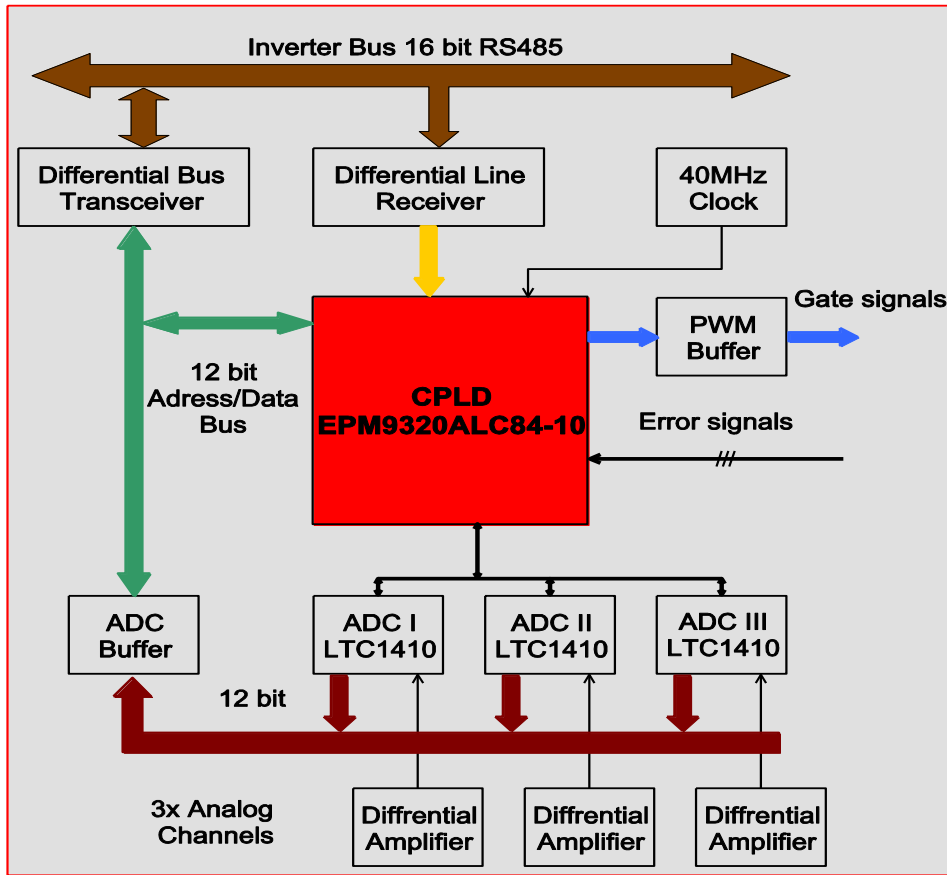 Inverter Bus 16 bit RS485
Differential Bus
Transceiver
Differential Line
Receiver
40MHz
Clock
Gate signals
PWM
Buffer
12 bit
Adress/Data
Bus
CPLD
EPM9320ALC84-10
Error signals
ADC
Buffer
ADC I
LTC1410
ADC II
LTC1410
ADC III
LTC1410
12 bit
3x Analog
Channels
Diffrential
Amplifier
Diffrential
Amplifier
Diffrential
Amplifier